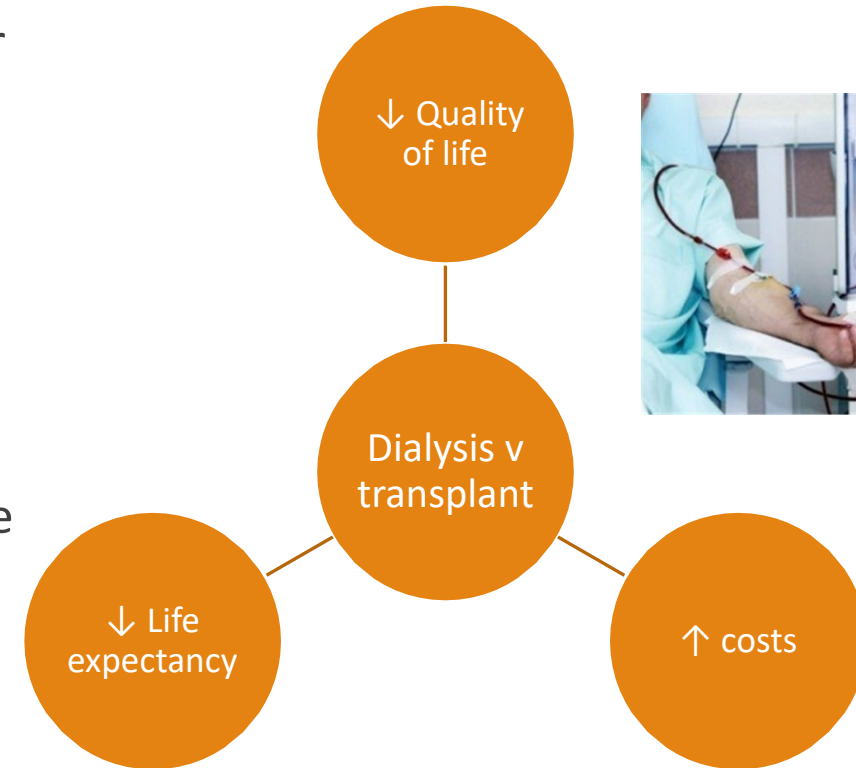 ↓ Quality
of life
Dialysis v
transplant
↓ Life
expectancy
↑ costs